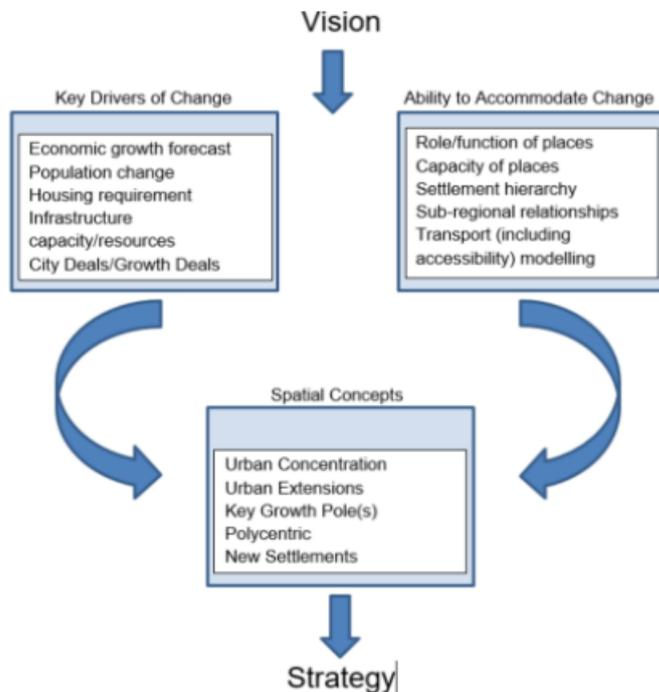 Vision
Key Drivers of Change
Economic growth forecast
Population change
Housing requirement
Infrastructure
capacity/resources
City Deals/Growth Deals
Ability to Accommodate Change
Role/function of places
Capacity of places
Settlement hierarchy
Sub-regional relationships
Transport (including
accessibility) modelling
Spatial Concepts
Urban Concentration
Urban Extensions
Key Growth Pole(s)
Polycentric
New Settlements
Strategy